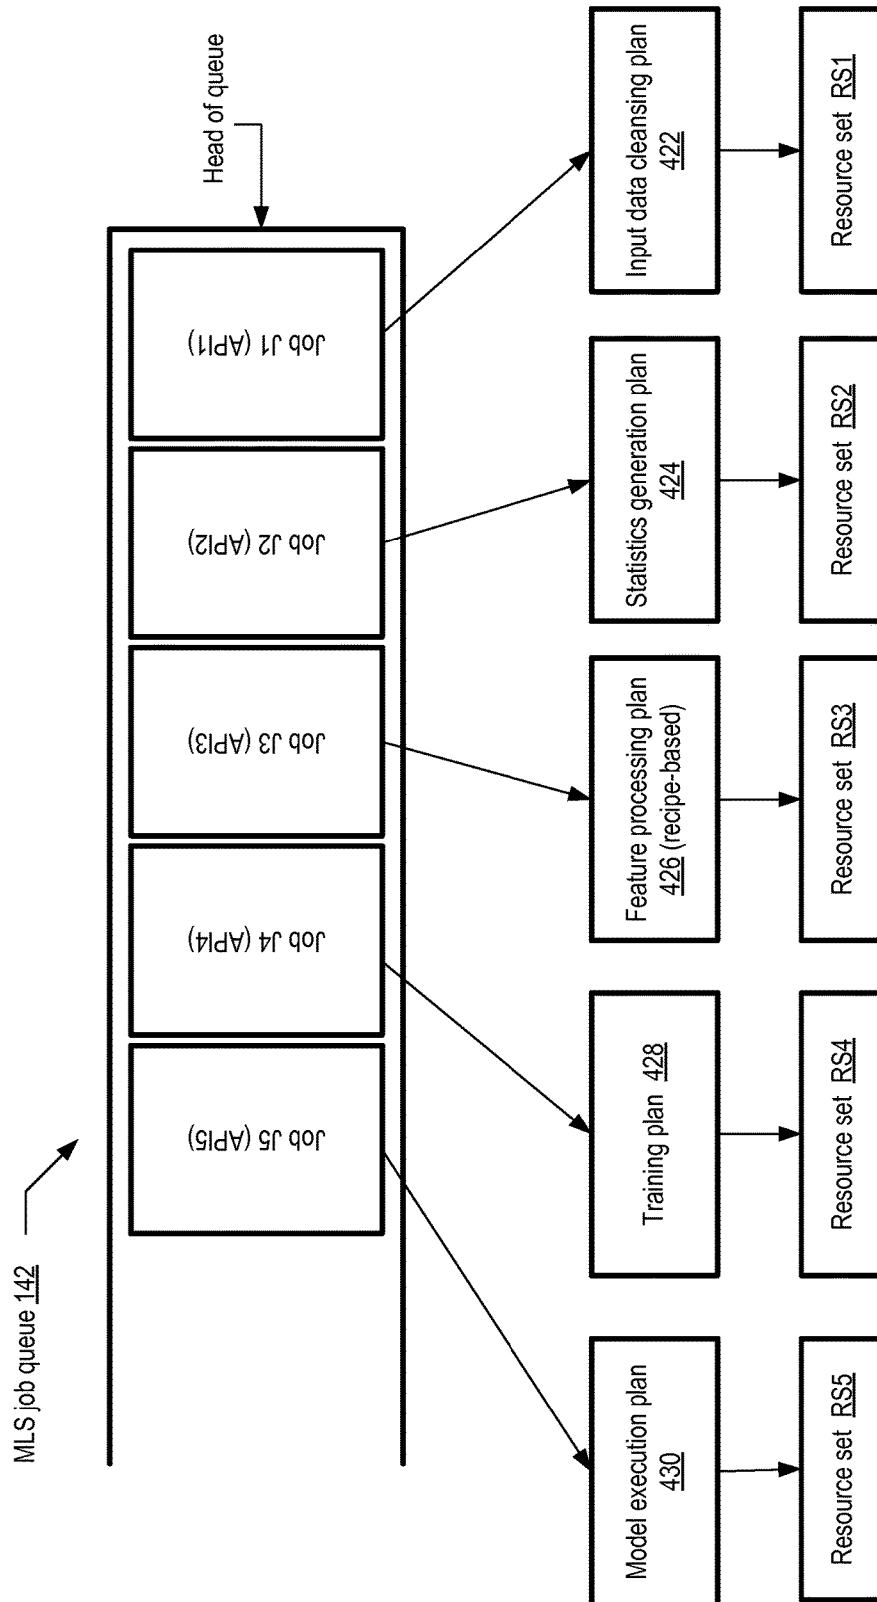 MLS job queue 142
Head of queue
Job J5 (API5)
Job J4 (API4)
Job J3 (API3)
Job J2 (API2)
Job J1 (API1)
Model execution plan
430
Training plan 428
Feature processing plan
426 (recipe-based)
Statistics generation plan
424
Input data cleansing plan
422
Resource set RS5
Resource set RS4
Resource set RS3
Resource set RS2
Resource set RS1